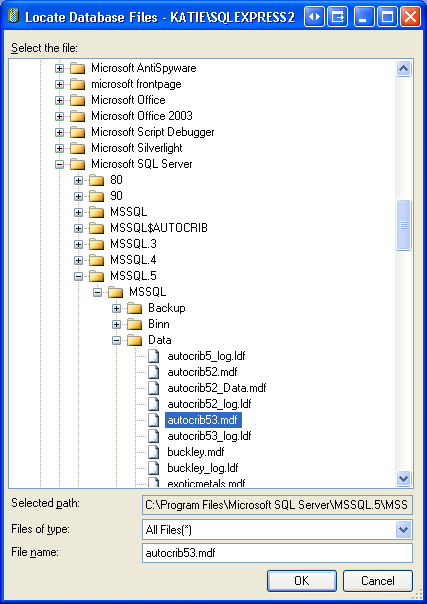 Locate Database Files - KATIE\SQLEXPRESS2
Select the file:
Microsoft AntiSpyware
microsoft frontpage
Microsoft Office
Microsoft Office 2003
Microsoft Script Debugger
Microsoft Silverlight
Microsoft SQL Server
80
90
MSSQL
MSSQL$AUTOCRIB
MSSQL.3
MSSQL.4
MSSQL.5
MSSQL
Backup
Binn
Data
autocrib5_log.ldf
autocrib52.mdf
autocrib52_Data.mdf
autocrib52_log.ldf
autocrib53.mdf
autocrib53_log.ldf
buckley.mdf
buckley_log.ldf
exoticmetals.mdf
Selected path: C:\Program Files\Microsoft SQL Server\MSSQL.5\MSS
Files of type: All Files(*)
File name: autocrib53.mdf
OK Cancel